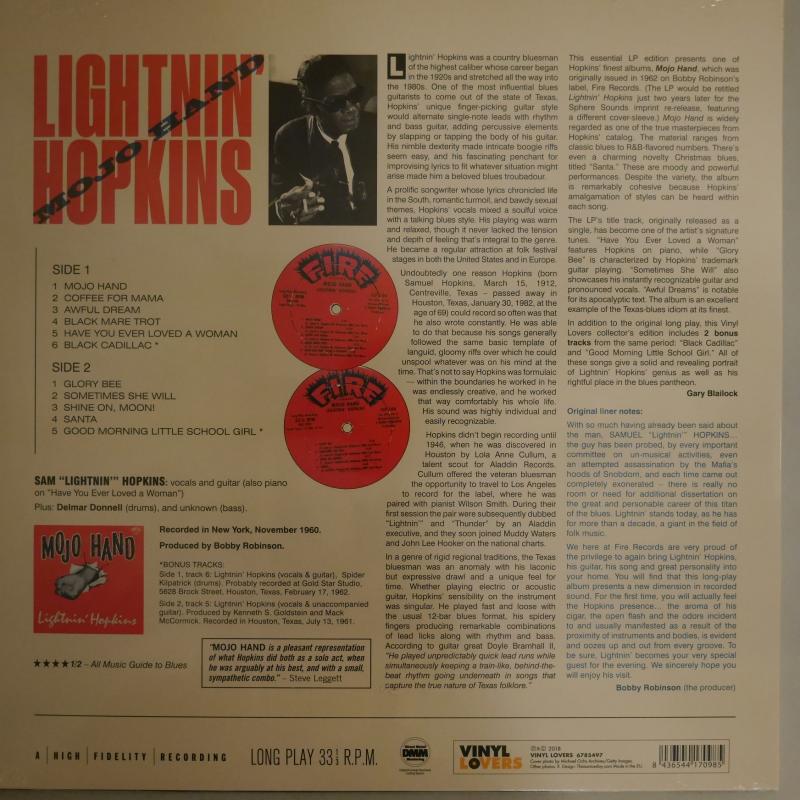 LIGHTNIN'
HOPKINS
MOJO HAND
SIDE 1
1 MOJO HAND
2 COFFEE FOR MAMA
3 AWFUL DREAM
4 BLACK MARE TROT
5 HAVE YOU EVER LOVED A WOMAN
6 BLACK CADILLAC *
SIDE 2
1 GLORY BEE
2 SOMETIMES SHE WILL
3 SHINE ON, MOON!
4 SANTA
5 GOOD MORNING LITTLE SCHOOL GIRL *
FIRE
MOJO HAND
FIRE
MOJO HAND
SAM "LIGHTNIN'" HOPKINS: vocals and guitar (also piano
on "Have You Ever Loved a Woman")
Plus: Delmar Donnell (drums), and unknown (bass).
MOJO HAND
Lightnin' Hopkins
Recorded in New York, November 1960.
Produced by Bobby Robinson.
*BONUS TRACKS:
Side 1, track 6: Lightnin' Hopkins (vocals & guitar), Spider
Kilpatrick (drums). Probably recorded at Gold Star Studio,
5628 Brock Street, Houston, Texas, February 17, 1962.
Side 2, track 5: Lightnin' Hopkins (vocals & unaccompanied
guitar). Produced by Kenneth S. Goldstein and Mack
McCormick. Recorded in Houston, Texas, July 13, 1961.
★★★★1/2 – All Music Guide to Blues
"MOJO HAND is a pleasant representation
of what Hopkins did both as a solo act, when
he was arguably at his best, and with a small,
sympathetic combo." – Steve Leggett
Lightnin' Hopkins was a country bluesman
of the highest caliber whose career began
in the 1920s and stretched all the way into
the 1980s. One of the most influential blues
guitarists to come out of the state of Texas,
Hopkins' unique finger-picking guitar style
would alternate single-note leads with rhythm
and bass guitar, adding percussive elements
by slapping or tapping the body of his guitar.
His nimble dexterity made intricate boogie riffs
seem easy, and his fascinating penchant for
improvising lyrics to fit whatever situation might
arise made him a beloved blues troubadour.
A prolific songwriter whose lyrics chronicled life
in the South, romantic turmoil, and bawdy sexual
themes, Hopkins' vocals mixed a soulful voice
with a talking blues style. His playing was warm
and relaxed, though it never lacked the tension
and depth of feeling that's integral to the genre.
He became a regular attraction at folk festival
stages in both the United States and in Europe.
Undoubtedly one reason Hopkins (born
Samuel Hopkins, March 15, 1912,
Centreville, Texas – passed away in
Houston, Texas, January 30, 1982, at the
age of 69) could record so often was that
he also wrote constantly. He was able
to do that because his songs generally
followed the same basic template of
languid, gloomy riffs over which he could
unspool whatever was on his mind at the
time. That's not to say Hopkins was formulaic
— within the boundaries he worked in he
was endlessly creative, and he worked
that way comfortably his whole life.
His sound was highly individual and
easily recognizable.
Hopkins didn't begin recording until
1946, when he was discovered in
Houston by Lola Anne Cullum, a
talent scout for Aladdin Records.
Cullum offered the veteran bluesman
the opportunity to travel to Los Angeles
to record for the label, where he was
paired with pianist Wilson Smith. During their
first session the pair were subsequently dubbed
"Lightnin'" and "Thunder" by an Aladdin
executive, and they soon joined Muddy Waters
and John Lee Hooker on the national charts.
In a genre of rigid regional traditions, the Texas
bluesman was an anomaly with his laconic
but expressive drawl and a unique feel for
time. Whether playing electric or acoustic
guitar, Hopkins' sensibility on the instrument
was singular. He played fast and loose with
the usual 12-bar blues format, his spidery
fingers producing remarkable combinations
of lead licks along with rhythm and bass.
According to guitar great Doyle Bramhall II,
"He played unpredictably quick lead runs while
simultaneously keeping a train-like, behind-the-
beat rhythm going underneath in songs that
capture the true nature of Texas folklore."
This essential LP edition presents one of
Hopkins' finest albums, Mojo Hand, which was
originally issued in 1962 on Bobby Robinson's
label, Fire Records. (The LP would be retitled
Lightnin' Hopkins just two years later for the
Sphere Sounds imprint re-release, featuring
a different cover-sleeve.) Mojo Hand is widely
regarded as one of the true masterpieces from
Hopkins' catalog. The material ranges from
classic blues to R&B-flavored numbers. There's
even a charming novelty Christmas blues,
titled "Santa." These are moody and powerful
performances. Despite the variety, the album
is remarkably cohesive because Hopkins'
amalgamation of styles can be heard within
each song.
The LP's title track, originally released as a
single, has become one of the artist's signature
tunes. "Have You Ever Loved a Woman"
features Hopkins on piano, while "Glory
Bee" is characterized by Hopkins' trademark
guitar playing. "Sometimes She Will" also
showcases his instantly recognizable guitar and
pronounced vocals. "Awful Dreams" is notable
for its apocalyptic text. The album is an excellent
example of the Texas-blues idiom at its finest.
In addition to the original long play, this Vinyl
Lovers collector's edition includes 2 bonus
tracks from the same period: "Black Cadillac"
and "Good Morning Little School Girl." All of
these songs give a solid and revealing portrait
of Lightnin' Hopkins' genius as well as his
rightful place in the blues pantheon.
Gary Blailock
Original liner notes:
With so much having already been said about
the man, SAMUEL "Lightnin'" HOPKINS...
the guy has been probed, by every important
committee on un-musical activities, even
an attempted assassination by the Mafia's
hoods of Snobdom, and each time came out
completely exonerated – there is really no
room or need for additional dissertation on
the great and personable career of this titan
of the blues. Lightnin' stands today, as he has
for more than a decade, a giant in the field of
folk music.
We here at Fire Records are very proud of
the privilege to again bring Lightnin' Hopkins,
his guitar, his song and great personality into
your home. You will find that this long-play
album presents a new dimension in recorded
sound. For the first time, you will actually feel
the Hopkins presence... the aroma of his
cigar, the open flash and the odors incident
to and usually manifested as a result of the
proximity of instruments and bodies, is evident
and oozes up and out from every groove. To
be sure, Lightnin' becomes your very special
guest for the evening. We sincerely hope you
will enjoy his visit.
Bobby Robinson (the producer)
A HIGH FIDELITY RECORDING
LONG PLAY 33 1/3 R.P.M.
DMM
VINYL
LOVERS
℗&© 2018
VINYL LOVERS 6785497
Cover photo by Michael Ochs Archives/Getty Images.
8 436544 170985